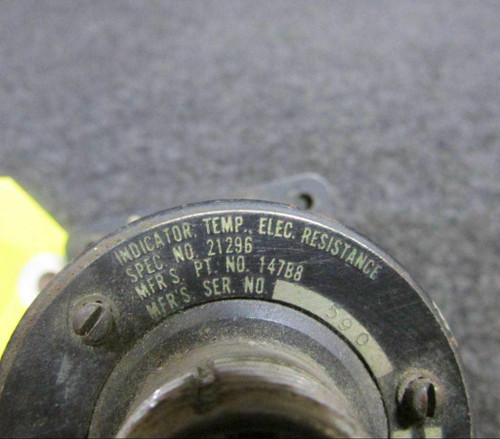 INDICATOR, TEMP., ELEC. RESISTANCE
SPEC. NO. 21296
MFR'S. PT. NO. 147B8
MFR'S. SER. NO. 590